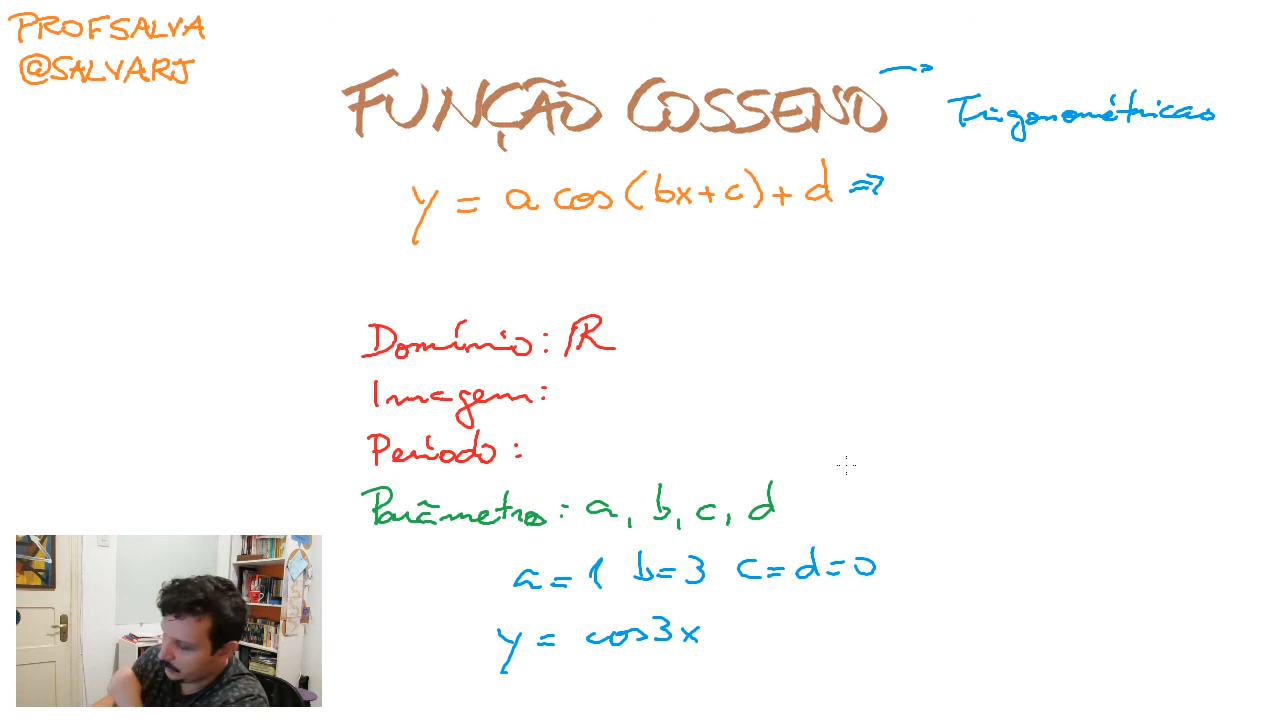 PROFSALVA
@SALVARJ
FUNÇÃO COSSENO → Trigonométricas
y = a cos(bx+c)+d ⇒
Domínio: ℝ
Imagem:
Período:
Parâmetros: a, b, c, d
a=1 b=3 c=d=0
y = cos3x